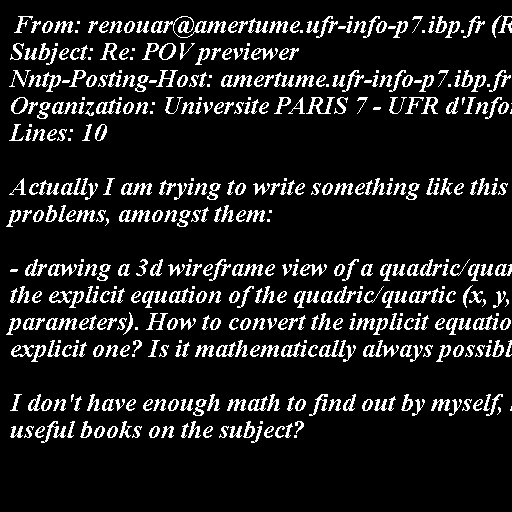 From: renouar@amertume.ufr-info-p7.ibp.fr (R
Subject: Re: POV previewer
Nntp-Posting-Host: amertume.ufr-info-p7.ibp.fr
Organization: Universite PARIS 7 - UFR d'Info
Lines: 10
Actually I am trying to write something like this
problems, amongst them:
- drawing a 3d wireframe view of a quadric/quar
the explicit equation of the quadric/quartic (x, y,
parameters). How to convert the implicit equatio
explicit one? Is it mathematically always possibl
I don't have enough math to find out by myself,
useful books on the subject?